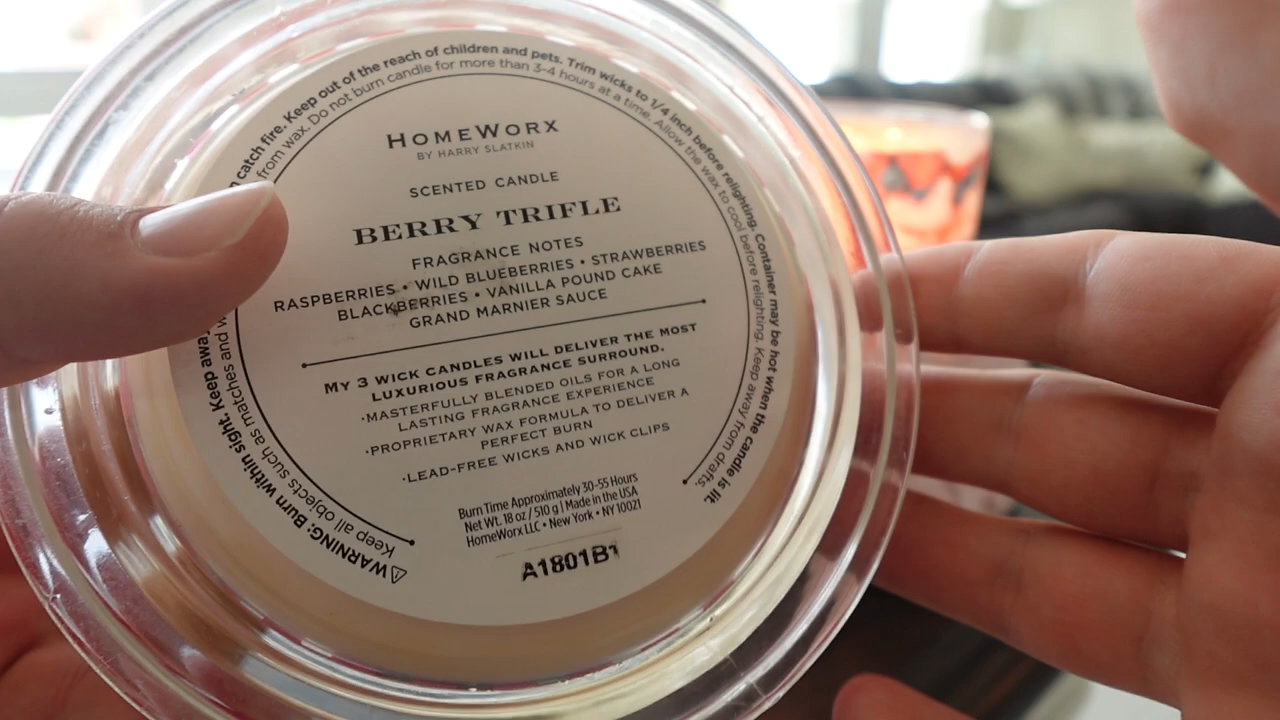 HOMEWORX
BY HARRY SLATKIN
SCENTED CANDLE
BERRY TRIFLE
FRAGRANCE NOTES
RASPBERRIES • WILD BLUEBERRIES • STRAWBERRIES
BLACKBERRIES • VANILLA POUND CAKE
GRAND MARNIER SAUCE
MY 3 WICK CANDLES WILL DELIVER THE MOST
LUXURIOUS FRAGRANCE SURROUND.
·MASTERFULLY BLENDED OILS FOR A LONG
LASTING FRAGRANCE EXPERIENCE
·PROPRIETARY WAX FORMULA TO DELIVER A
PERFECT BURN
·LEAD-FREE WICKS AND WICK CLIPS
Burn Time Approximately 30-55 Hours
Net WT. 18 oz / 510 g | Made in the USA
HomeWorx LLC • New York • NY 10021
A1801B1
⚠WARNING: Burn within sight. Keep away catch fire. Keep out of the reach of children and pets. Trim wicks to 1/4 inch before relighting. Container may be hot when the candle is lit.
Keep all objects such as matches and from wax. Do not burn candle for more than 3-4 hours at a time. Allow the wax to cool before relighting. Keep away from drafts.